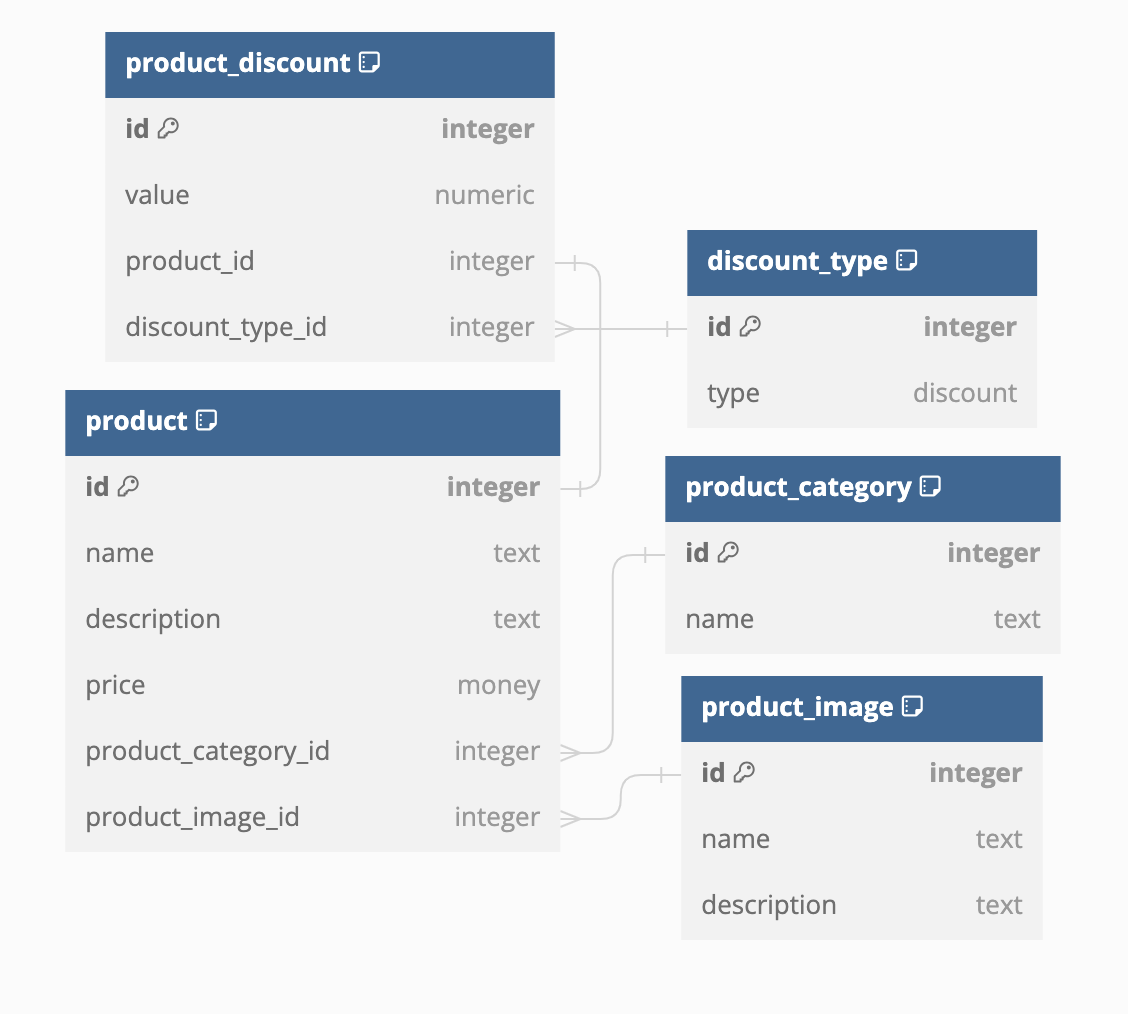 product_discount
id integer
value numeric
product_id integer
discount_type_id integer
discount_type
id integer
type discount
product
id integer
name text
description text
price money
product_category_id integer
product_image_id integer
product_category
id integer
name text
product_image
id integer
name text
description text